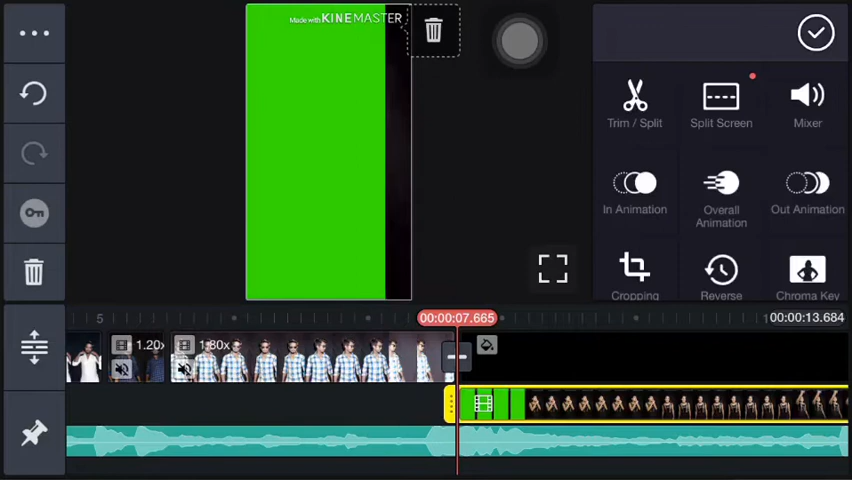 Made with KINEMASTER
Trim / Split
Split Screen
Mixer
In Animation
Overall
Animation
Out Animation
Cropping
Reverse
Chroma Key
5
00:00:07.665
1
00:00:13.684
1.20x
1.80x